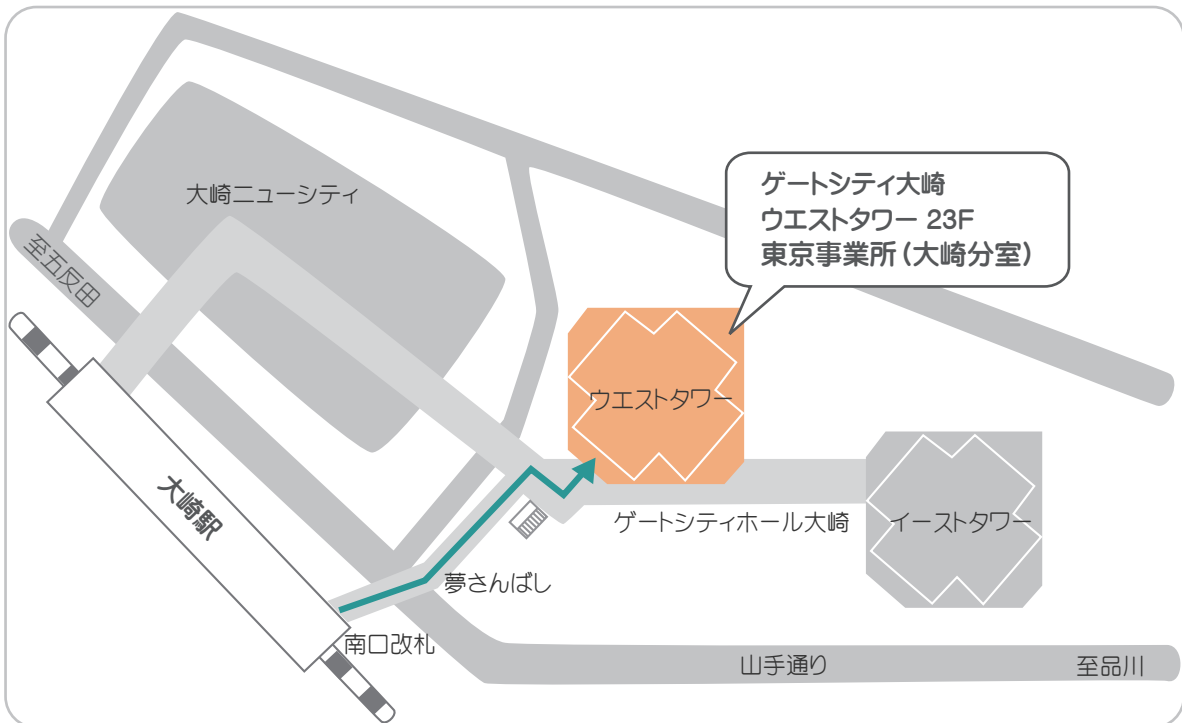 大崎ニューシティ
ゲートシティ大崎
ウエストタワー 23F
東京事業所(大崎分室)
至五反田
ウエストタワー
大崎駅
ゲートシティホール大崎
イーストタワー
夢さんばし
南口改札
山手通り
至品川